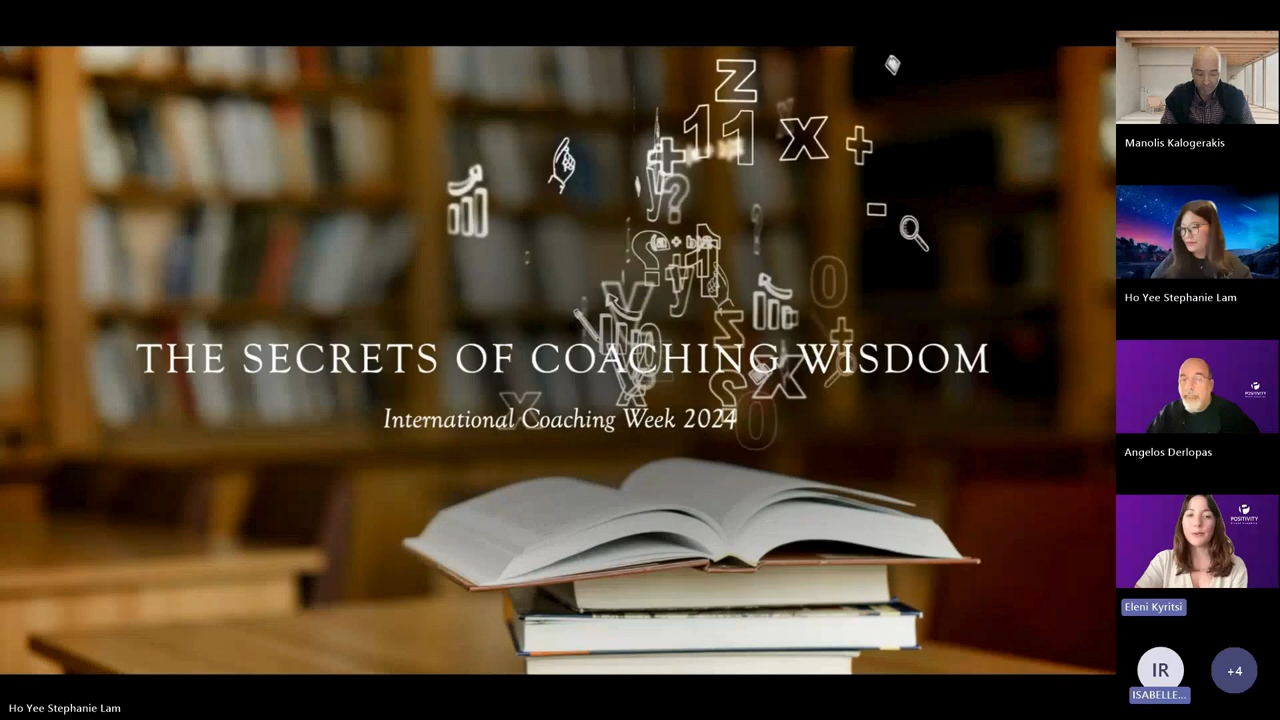 THE SECRETS OF COACHING WISDOM
International Coaching Week 2024
Manolis Kalogerakis
Ho Yee Stephanie Lam
Angelos Derlopas
POSITIVITY
Eleni Kyritsi
IR
ISABELLE...
+4
Ho Yee Stephanie Lam